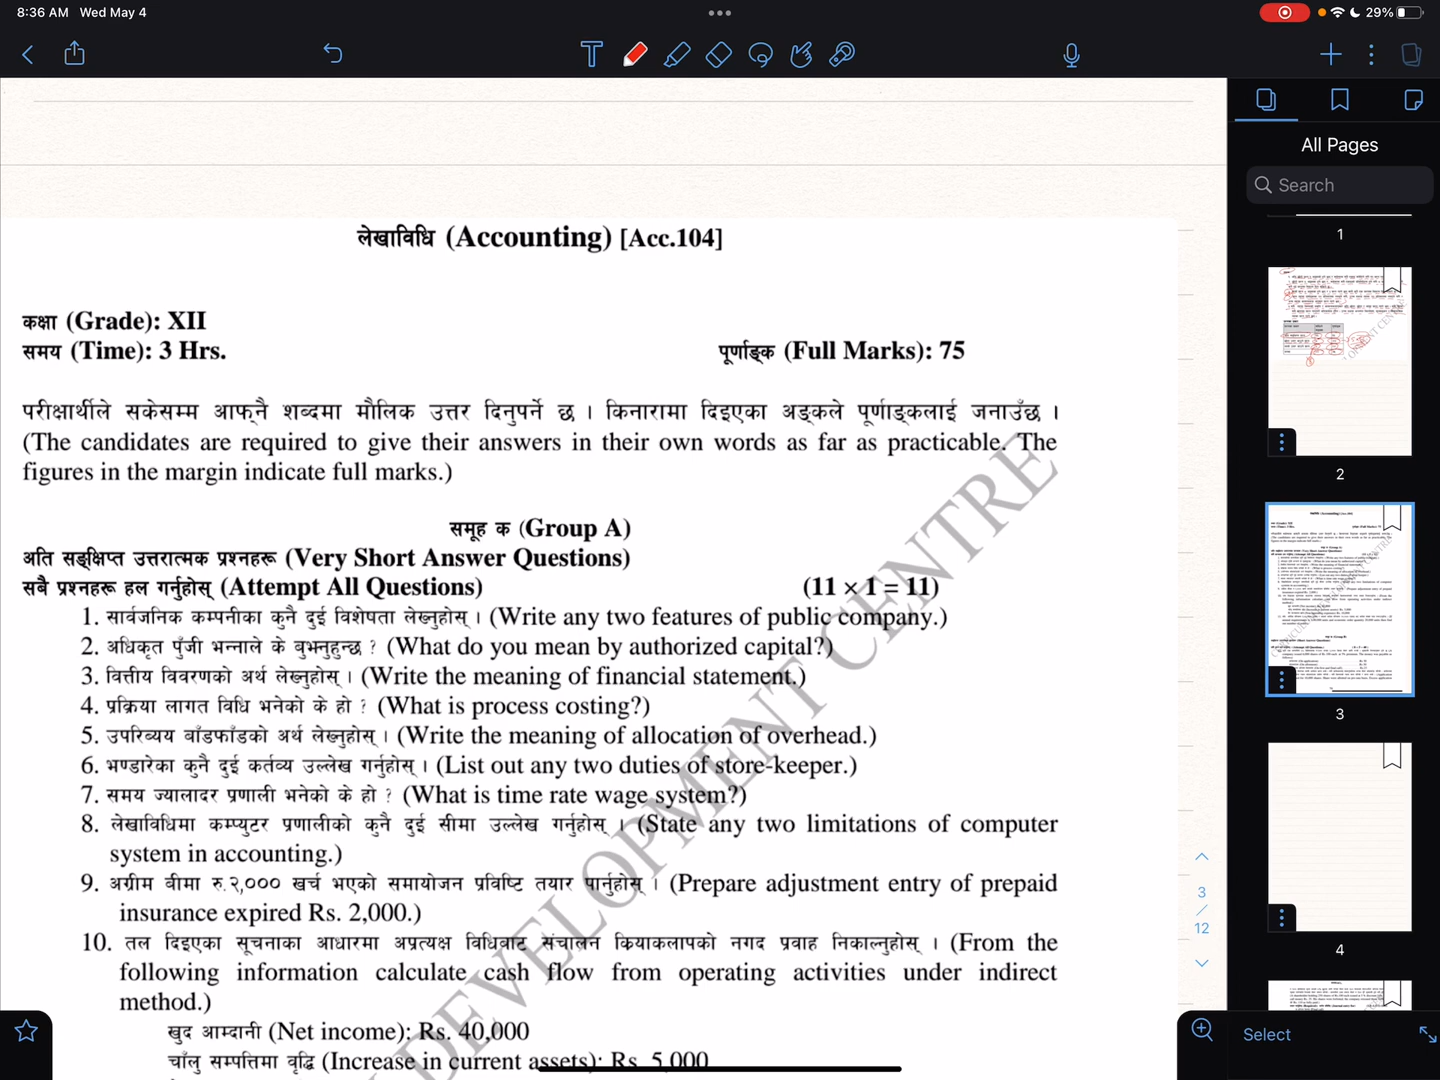 8:36 AM Wed May 4
29%
All Pages
Search
1
2
3
4
लेखाविधि (Accounting) [Acc.104]
कक्षा (Grade): XII
समय (Time): 3 Hrs.
पूर्णाङ्क (Full Marks): 75
परीक्षार्थीले सकेसम्म आफ्नै शब्दमा मौलिक उत्तर दिनुपर्ने छ । किनारामा दिइएका अङ्कले पूर्णाङ्कलाई जनाउँछ ।
(The candidates are required to give their answers in their own words as far as practicable. The
figures in the margin indicate full marks.)
समूह क (Group A)
अति सङ्क्षिप्त उत्तरात्मक प्रश्नहरू (Very Short Answer Questions)
सबै प्रश्नहरू हल गर्नुहोस् (Attempt All Questions)
(11 × 1 = 11)
1. सार्वजनिक कम्पनीका कुनै दुई विशेषता लेख्नुहोस् । (Write any two features of public company.)
2. अधिकृत पुँजी भन्नाले के बुझ्नुहुन्छ ? (What do you mean by authorized capital?)
3. वित्तीय विवरणको अर्थ लेख्नुहोस् । (Write the meaning of financial statement.)
4. प्रक्रिया लागत विधि भनेको के हो ? (What is process costing?)
5. उपरिव्यय बाँडफाँडको अर्थ लेख्नुहोस् । (Write the meaning of allocation of overhead.)
6. भण्डारेका कुनै दुई कर्तव्य उल्लेख गर्नुहोस् । (List out any two duties of store-keeper.)
7. समय ज्यालादर प्रणाली भनेको के हो ? (What is time rate wage system?)
8. लेखाविधिमा कम्प्युटर प्रणालीको कुनै दुई सीमा उल्लेख गर्नुहोस् । (State any two limitations of computer
system in accounting.)
9. अग्रीम बीमा रु.२,००० खर्च भएको समायोजन प्रविष्टि तयार पार्नुहोस् । (Prepare adjustment entry of prepaid
insurance expired Rs. 2,000.)
10. तल दिइएका सूचनाका आधारमा अप्रत्यक्ष विधिबाट संचालन कियाकलापको नगद प्रवाह निकाल्नुहोस् । (From the
following information calculate cash flow from operating activities under indirect
method.)
खुद आम्दानी (Net income): Rs. 40,000
चाँलु सम्पत्तिमा वृद्धि (Increase in current assets): Rs. 5,000
DEVELOPMENT CENTRE
3
/
12
Select